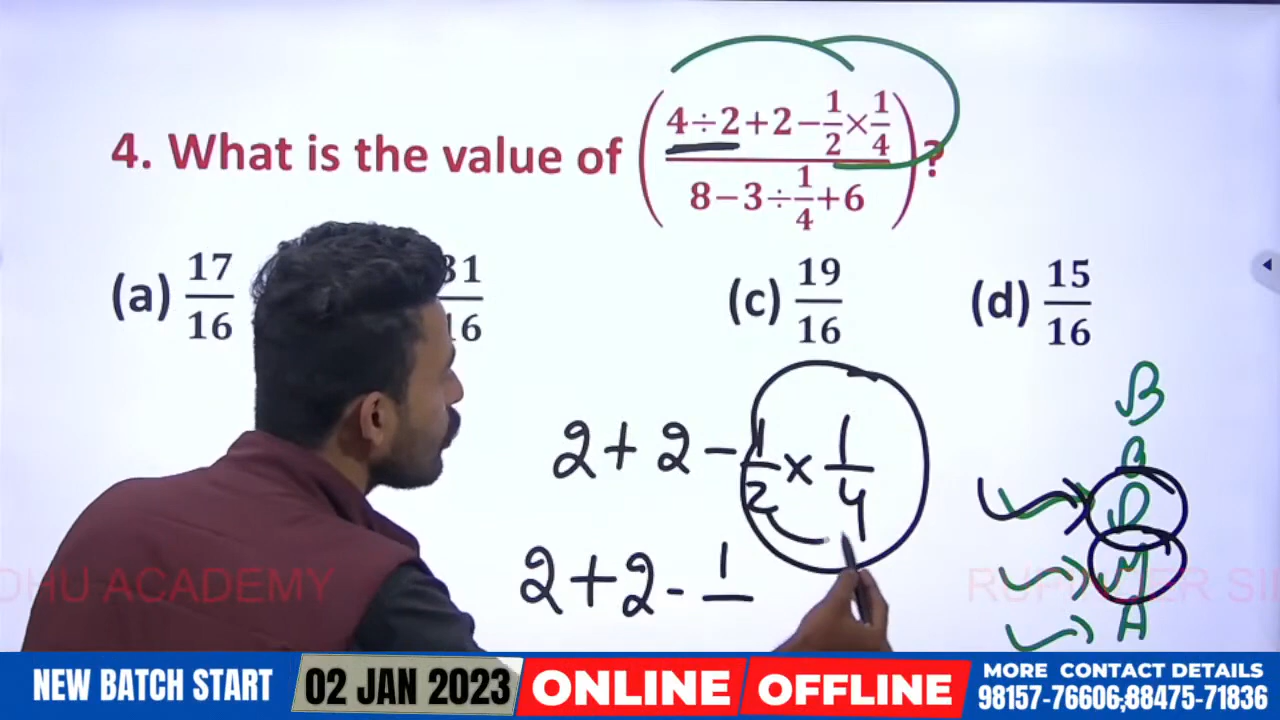 4. What is the value of (4÷2+2−1/2×1/4 / 8−3÷1/4+6)?
(a) 17/16 31/16 (c) 19/16 (d) 15/16
B
O
D
M
A
2 + 2 - 1/2 × 1/4
2 + 2 - 1/
DHU ACADEMY
NEW BATCH START 02 JAN 2023 ONLINE OFFLINE
MORE CONTACT DETAILS
98157-76606,88475-71836